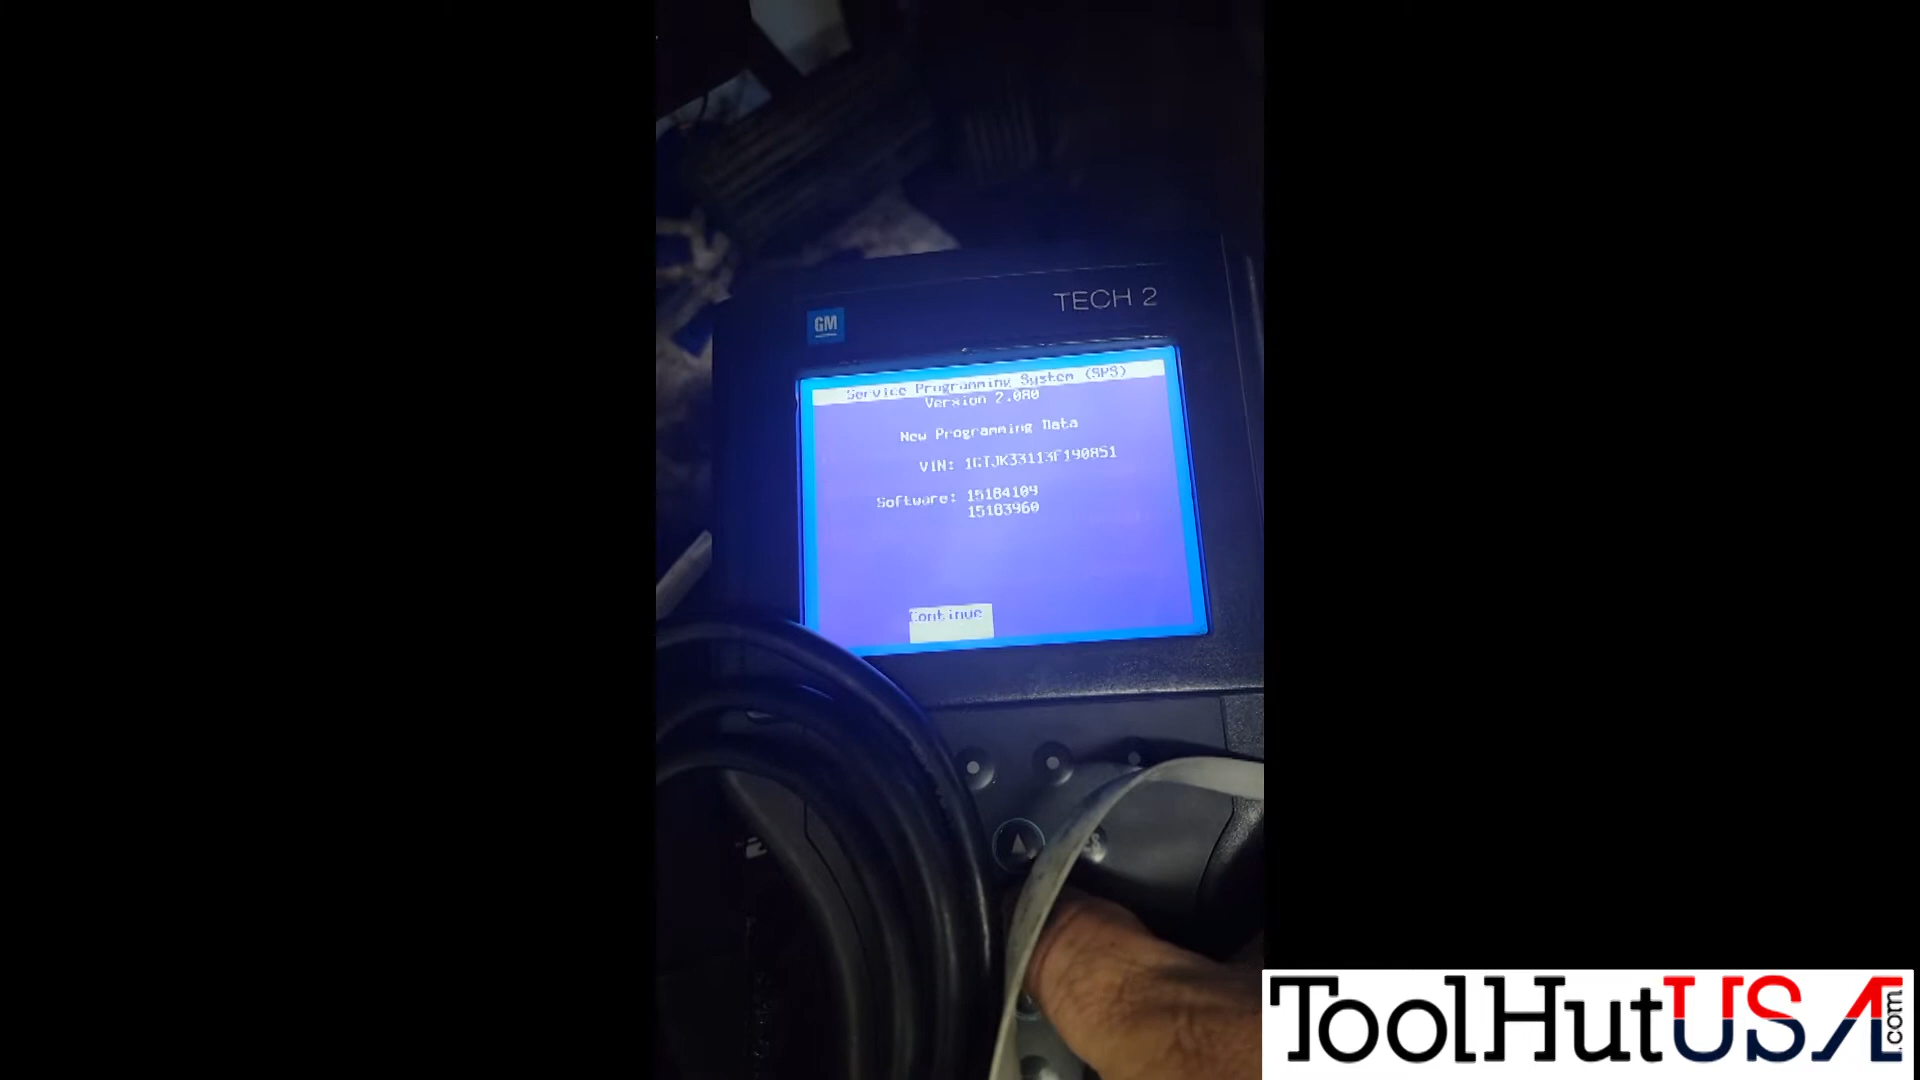 TECH 2
GM
Service Programming System (SPS)
Version 2.080
New Programming Data
VIN: 1GTJK33113F190851
Software: 15184109
15183960
Continue
ToolHutUSA.com